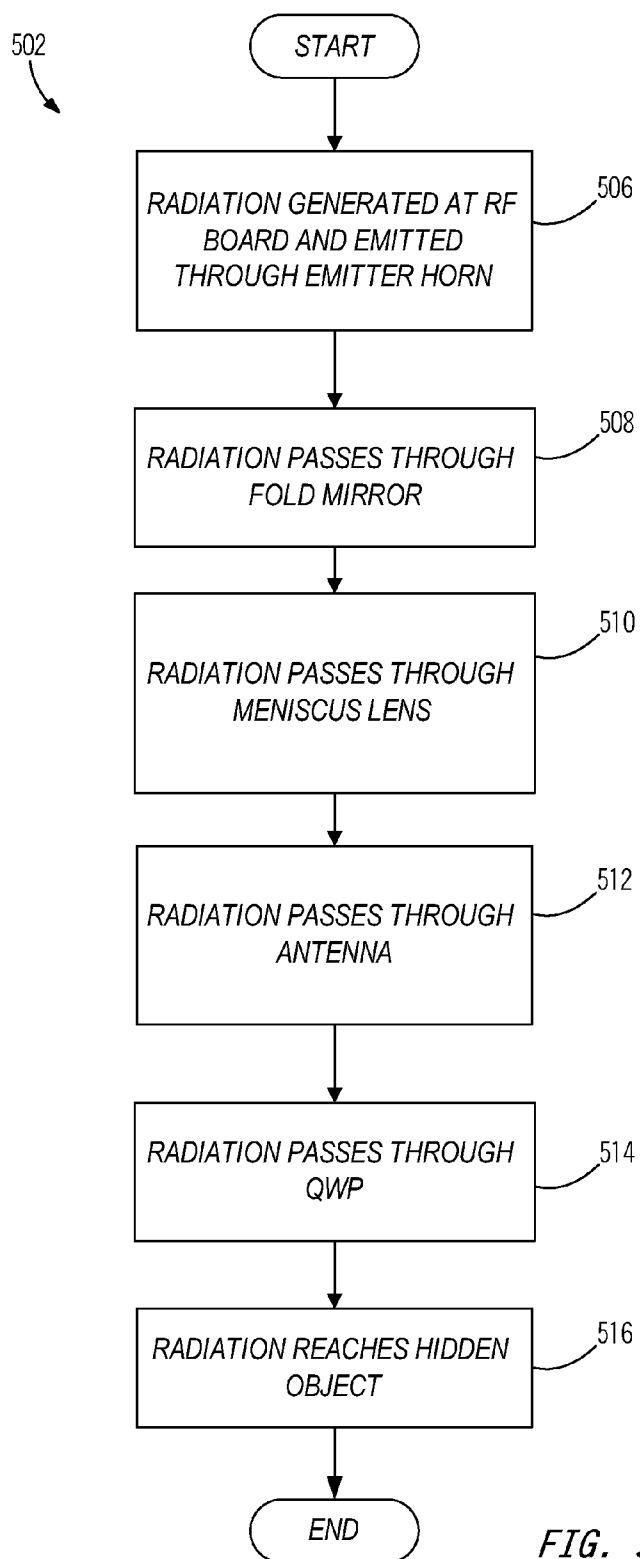 502
START
RADIATION GENERATED AT RF
BOARD AND EMITTED
THROUGH EMITTER HORN
506
RADIATION PASSES THROUGH
FOLD MIRROR
508
RADIATION PASSES THROUGH
MENISCUS LENS
510
RADIATION PASSES THROUGH
ANTENNA
512
RADIATION PASSES THROUGH
QWP
514
RADIATION REACHES HIDDEN
OBJECT
516
END
FIG.